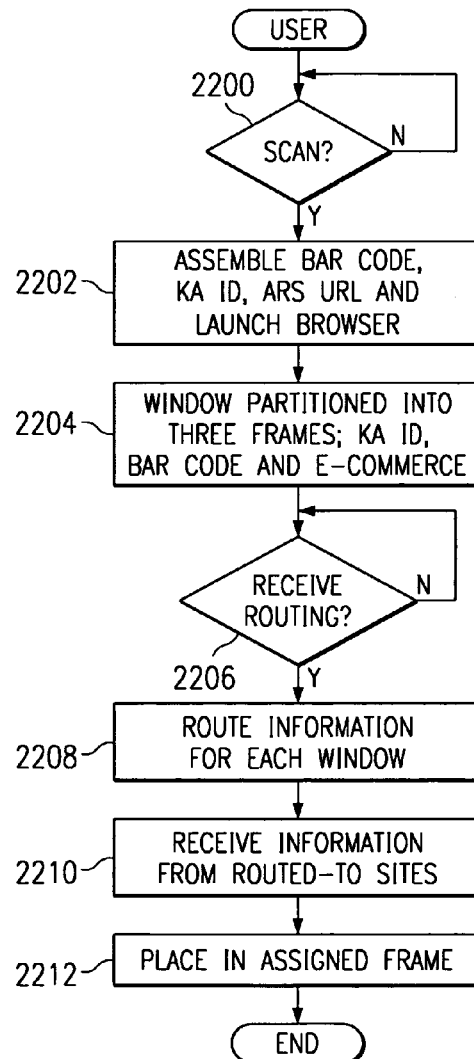 USER
2200
SCAN?
N
Y
2202
ASSEMBLE BAR CODE,
KA ID, ARS URL AND
LAUNCH BROWSER
2204
WINDOW PARTITIONED INTO
THREE FRAMES; KA ID,
BAR CODE AND E-COMMERCE
RECEIVE
ROUTING?
N
2206
Y
2208
ROUTE INFORMATION
FOR EACH WINDOW
2210
RECEIVE INFORMATION
FROM ROUTED-TO SITES
2212
PLACE IN ASSIGNED FRAME
END